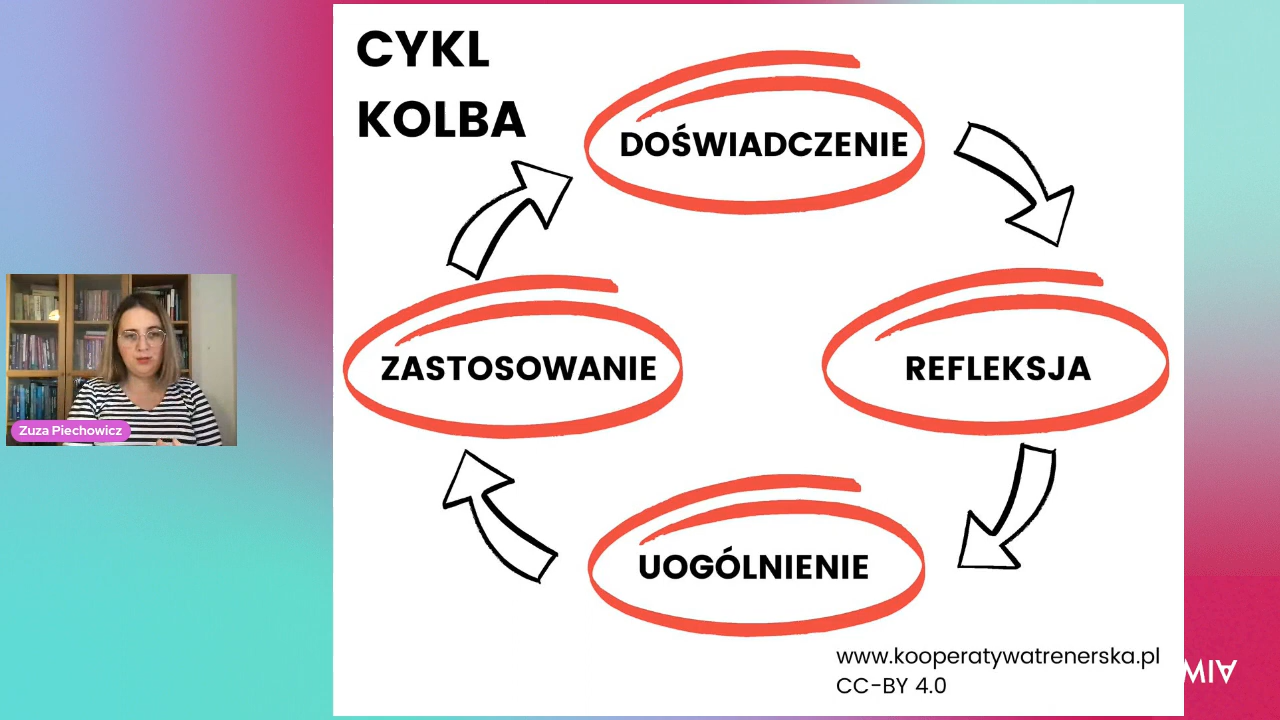 CYKL
KOLBA
DOŚWIADCZENIE
ZASTOSOWANIE
REFLEKSJA
UOGÓLNIENIE
Zuza Piechowicz
www.kooperatywatrenerska.pl
CC-BY 4.0